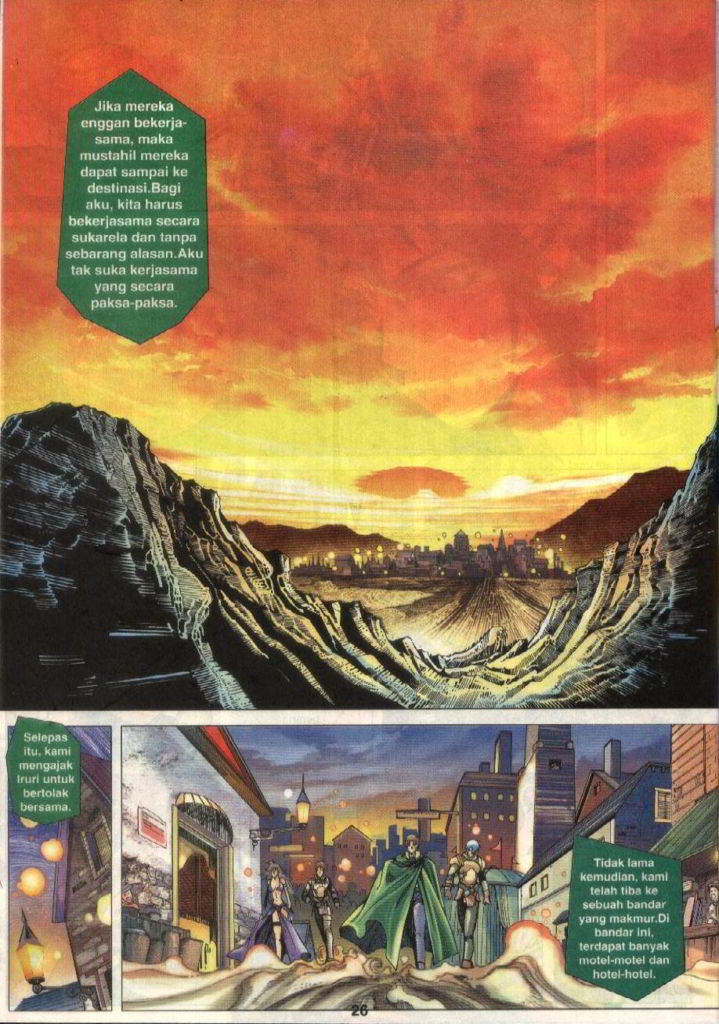 Jika mereka
enggan bekerja-
sama, maka
mustahil mereka
dapat sampai ke
destinasi.Bagi
aku, kita harus
bekerjasama secara
sukarela dan tanpa
sebarang alasan.Aku
tak suka kerjasama
yang secara
paksa-paksa.
Selepas
itu, kami
mengajak
Iruri untuk
bertolak
bersama.
Tidak lama
kemudian, kami
telah tiba ke
sebuah bandar
yang makmur.Di
bandar ini,
terdapat banyak
motel-motel dan
hotel-hotel.
26